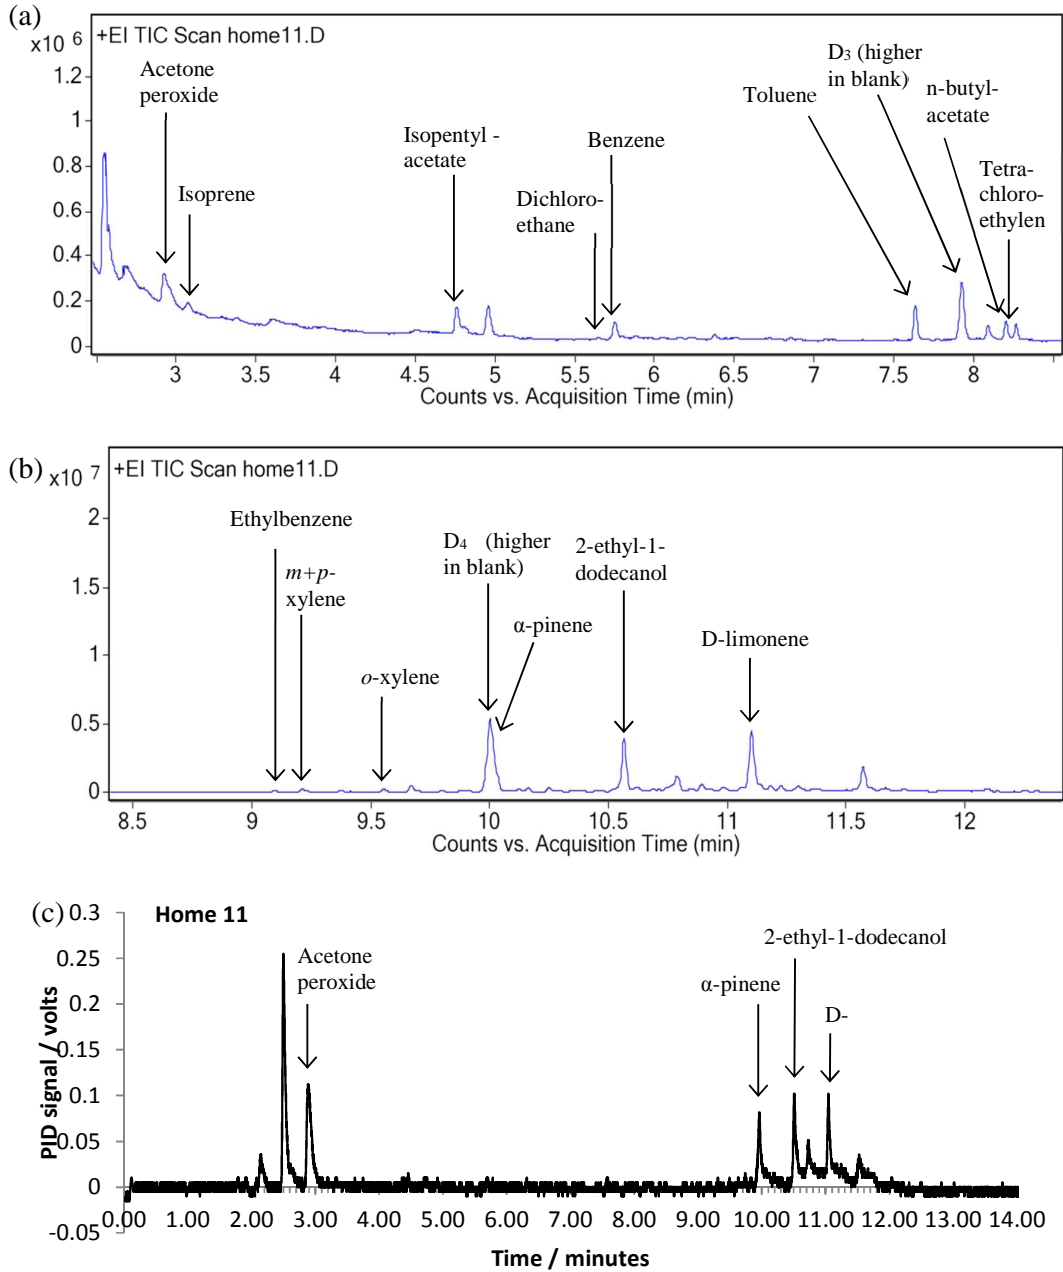 (a)
x10 6
+EI TIC Scan home11.D
Acetone
peroxide
Isoprene
Isopentyl -
acetate
Dichloro-
ethane
Benzene
Toluene
D3 (higher
in blank)
n-butyl-
acetate
Tetra-
chloro-
ethylen
1.2
1
0.8
0.6
0.4
0.2
0
3 3.5 4 4.5 5 5.5 6 6.5 7 7.5 8
Counts vs. Acquisition Time (min)
(b)
x10 7
+EI TIC Scan home11.D
Ethylbenzene
m+p-
xylene
o-xylene
D4 (higher
in blank)
α-pinene
2-ethyl-1-
dodecanol
D-limonene
2
1.5
1
0.5
0
8.5 9 9.5 10 10.5 11 11.5 12
Counts vs. Acquisition Time (min)
(c)
Home 11
Acetone
peroxide
α-pinene
2-ethyl-1-dodecanol
D-
PID signal / volts
0.3
0.25
0.2
0.15
0.1
0.05
0
-0.05
0.00 1.00 2.00 3.00 4.00 5.00 6.00 7.00 8.00 9.00 10.00 11.00 12.00 13.00 14.00
Time / minutes